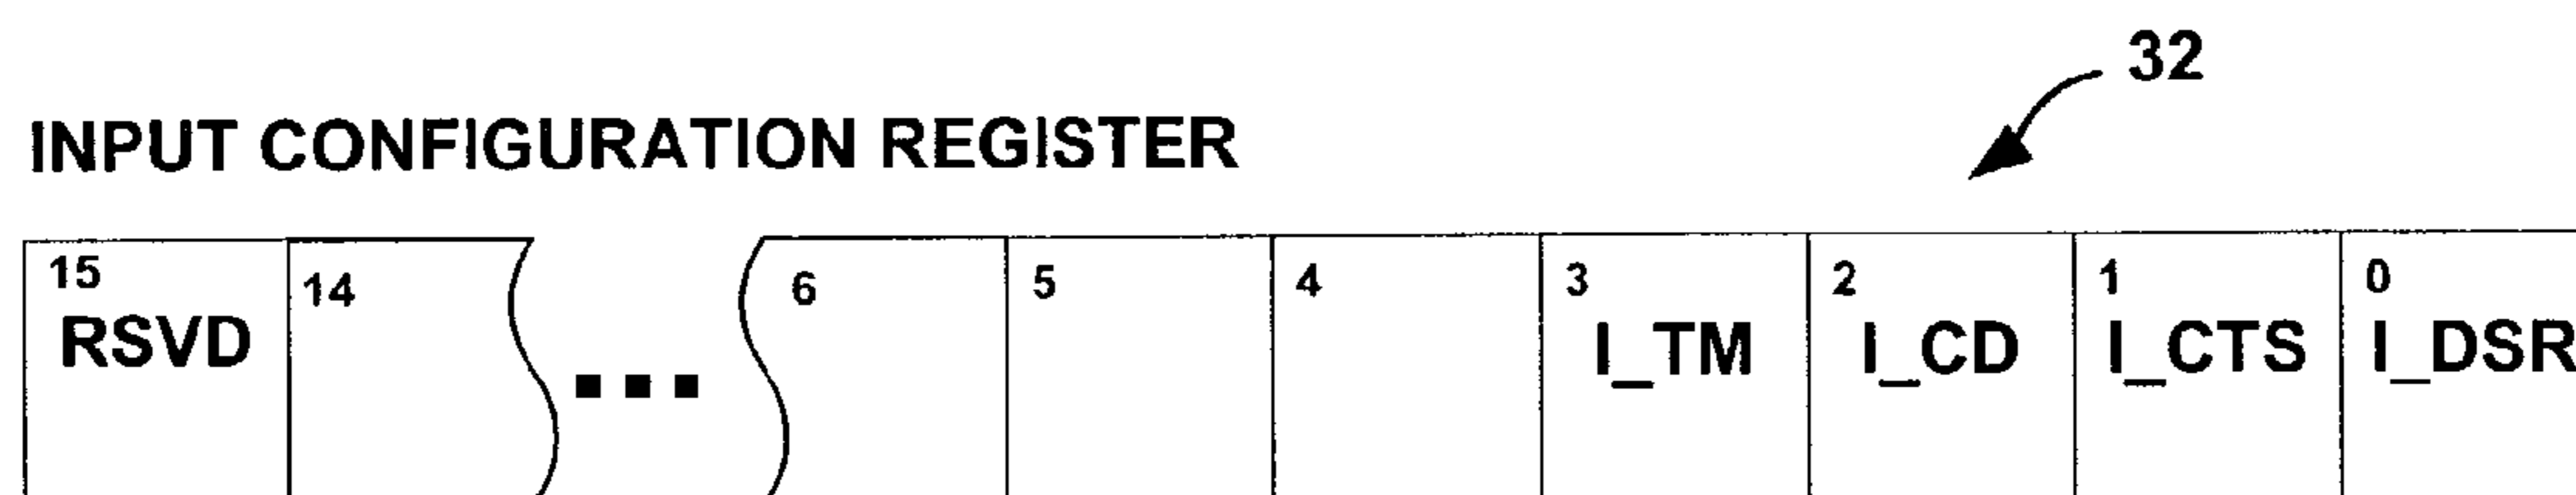 32
INPUT CONFIGURATION REGISTER
15 14 6 5 4 3 2 1 0
RSVD ... I_TM I_CD I_CTS I_DSR